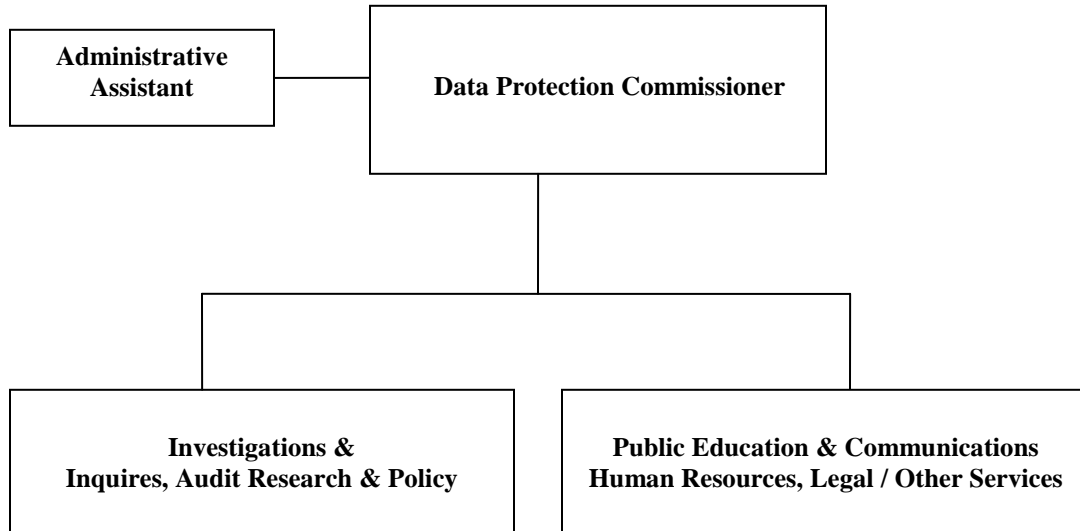 Administrative
Assistant
Data Protection Commissioner
Investigations &
Inquires, Audit Research & Policy
Public Education & Communications
Human Resources, Legal / Other Services